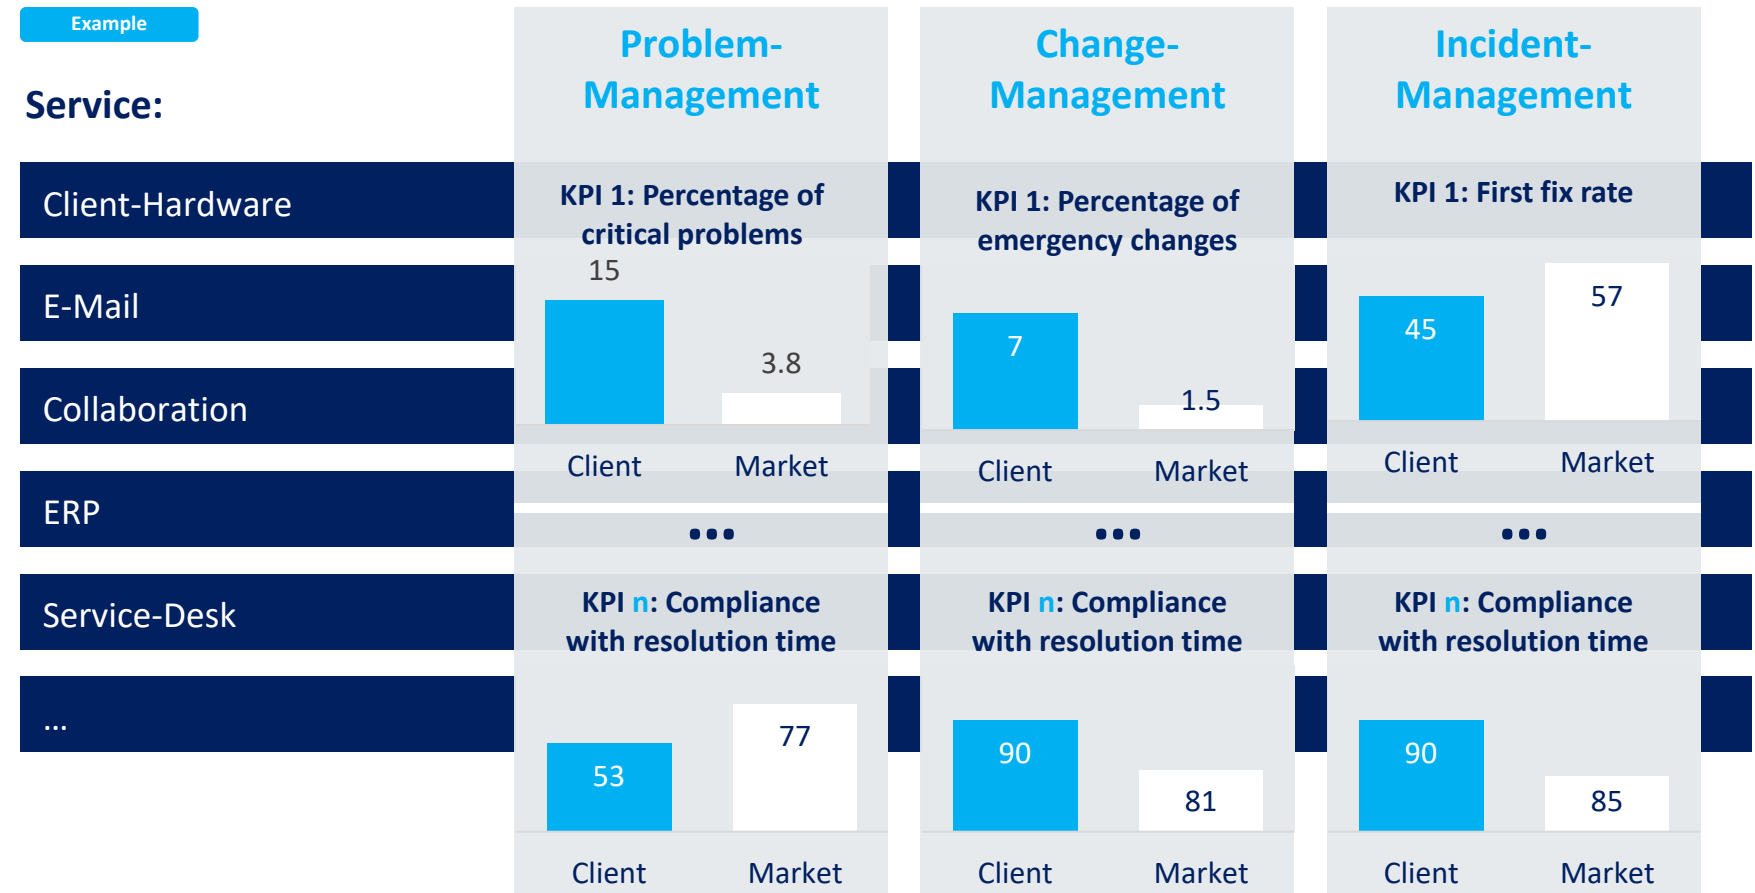 Example
Service:
Client-Hardware
E-Mail
Collaboration
ERP
Service-Desk
...
Problem-
Management
KPI 1: Percentage of
critical problems
15
3.8
Client Market
...
KPI n: Compliance
with resolution time
53
77
Client Market
Change-
Management
KPI 1: Percentage of
emergency changes
7
1.5
Client Market
...
KPI n: Compliance
with resolution time
90
81
Client Market
Incident-
Management
KPI 1: First fix rate
45
57
Client Market
...
KPI n: Compliance
with resolution time
90
85
Client Market